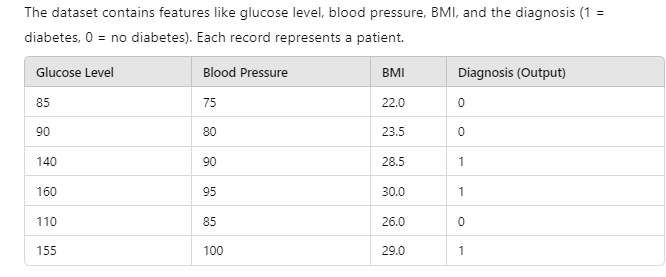 The dataset contains features like glucose level, blood pressure, BMI, and the diagnosis (1 =
diabetes, 0 = no diabetes). Each record represents a patient.
Glucose Level Blood Pressure BMI Diagnosis (Output)
85 75 22.0 0
90 80 23.5 0
140 90 28.5 1
160 95 30.0 1
110 85 26.0 0
155 100 29.0 1